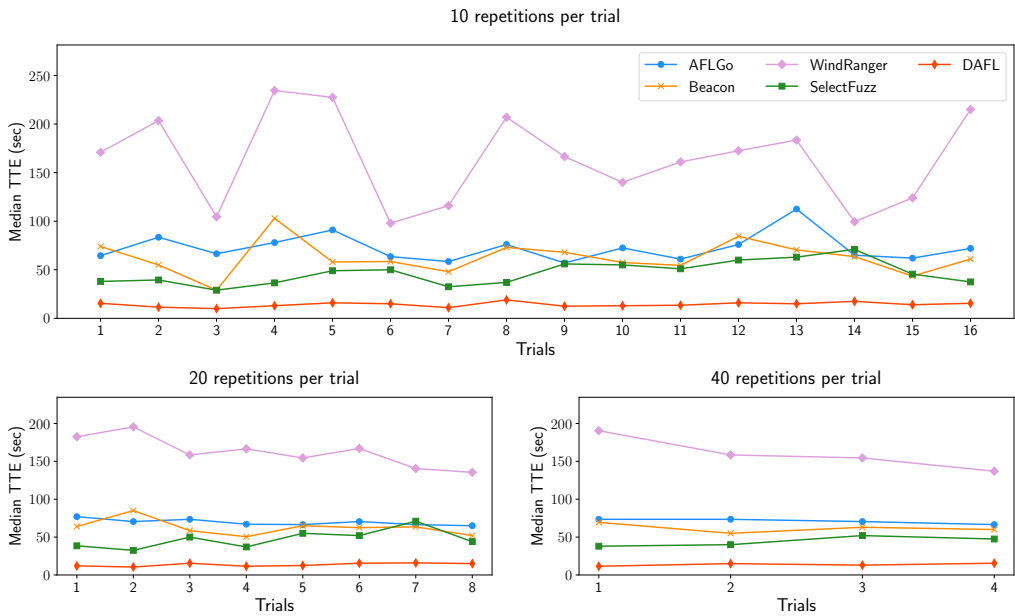 10 repetitions per trial
Median TTE (sec)
250
200
150
100
50
0
AFLGo
Beacon
WindRanger
SelectFuzz
DAFL
1 2 3 4 5 6 7 8 9 10 11 12 13 14 15 16
Trials
20 repetitions per trial
Median TTE (sec)
200
150
100
50
0
1 2 3 4 5 6 7 8
Trials
40 repetitions per trial
Median TTE (sec)
200
150
100
50
0
1 2 3 4
Trials